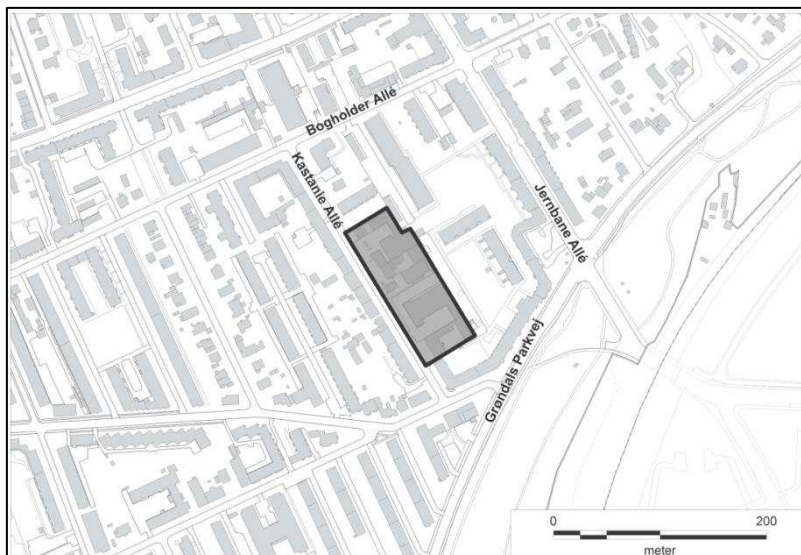 Bogholder Allé
Kastanie Allé
Jernbane Allé
Grøndals Parkvej
0 200
meter